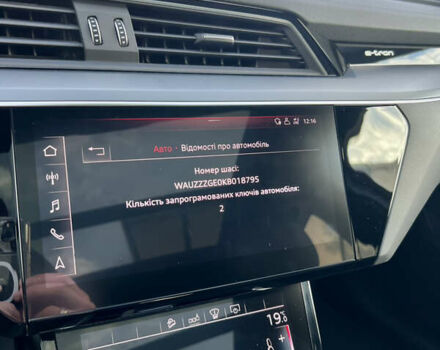 e-tron
12:16
Авто · Відомості про автомобіль
Номер шасі:
WAUZZZGE0KB018795
Кількість запрограмованих ключів автомобіля:
2
19.5